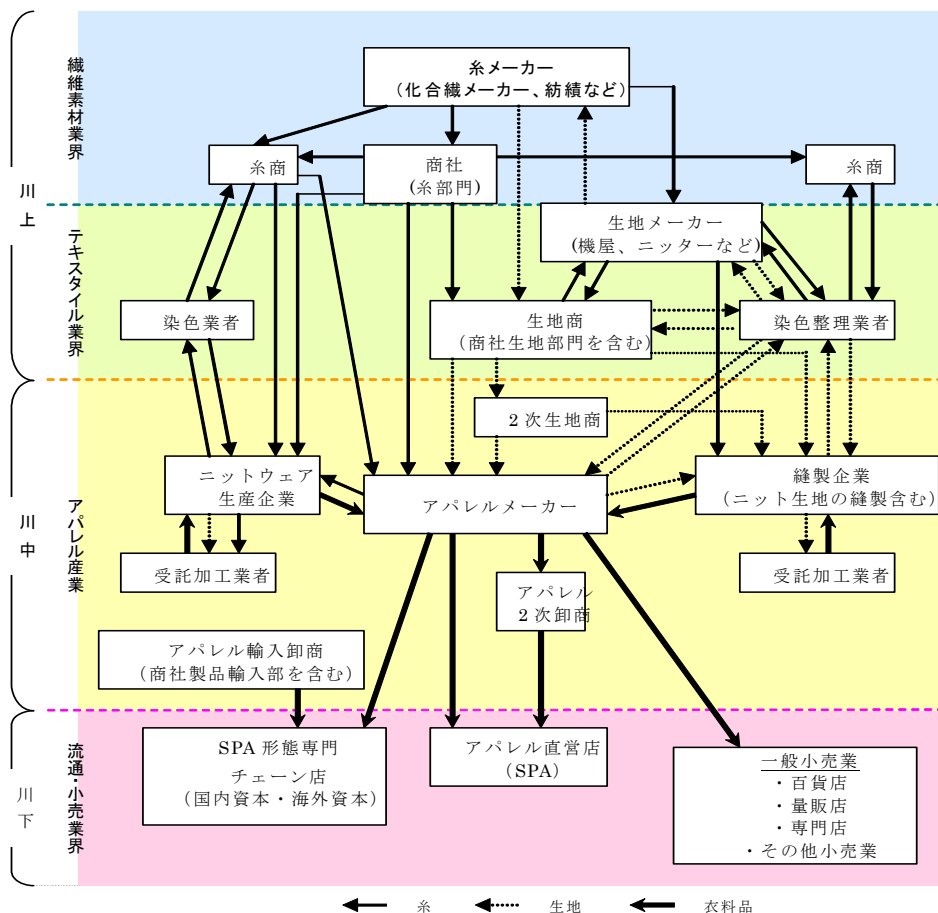 川上
川中
川下
繊維素材業界
テキスタイル業界
アパレル産業
流通・小売業界
糸メーカー
(化合繊メーカー、紡績など)
糸商
商社
(糸部門)
糸商
生地メーカー
(機屋、ニッターなど)
染色業者
生地商
(商社生地部門を含む)
染色整理業者
2次生地商
ニットウェア
生産企業
アパレルメーカー
縫製企業
(ニット生地の縫製含む)
受託加工業者
受託加工業者
アパレル
2次卸商
アパレル輸入卸商
(商社製品輸入部を含む)
SPA 形態専門
チェーン店
(国内資本・海外資本)
アパレル直営店
(SPA)
一般小売業
・百貨店
・量販店
・専門店
・その他小売業
糸
生地
衣料品